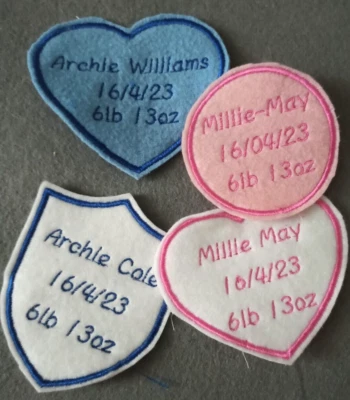 Archie Williams
16/4/23
6lb 13oz
Millie-May
16/04/23
6lb 13oz
Archie Cole
16/4/23
6lb 13oz
Millie May
16/4/23
6lb 13oz